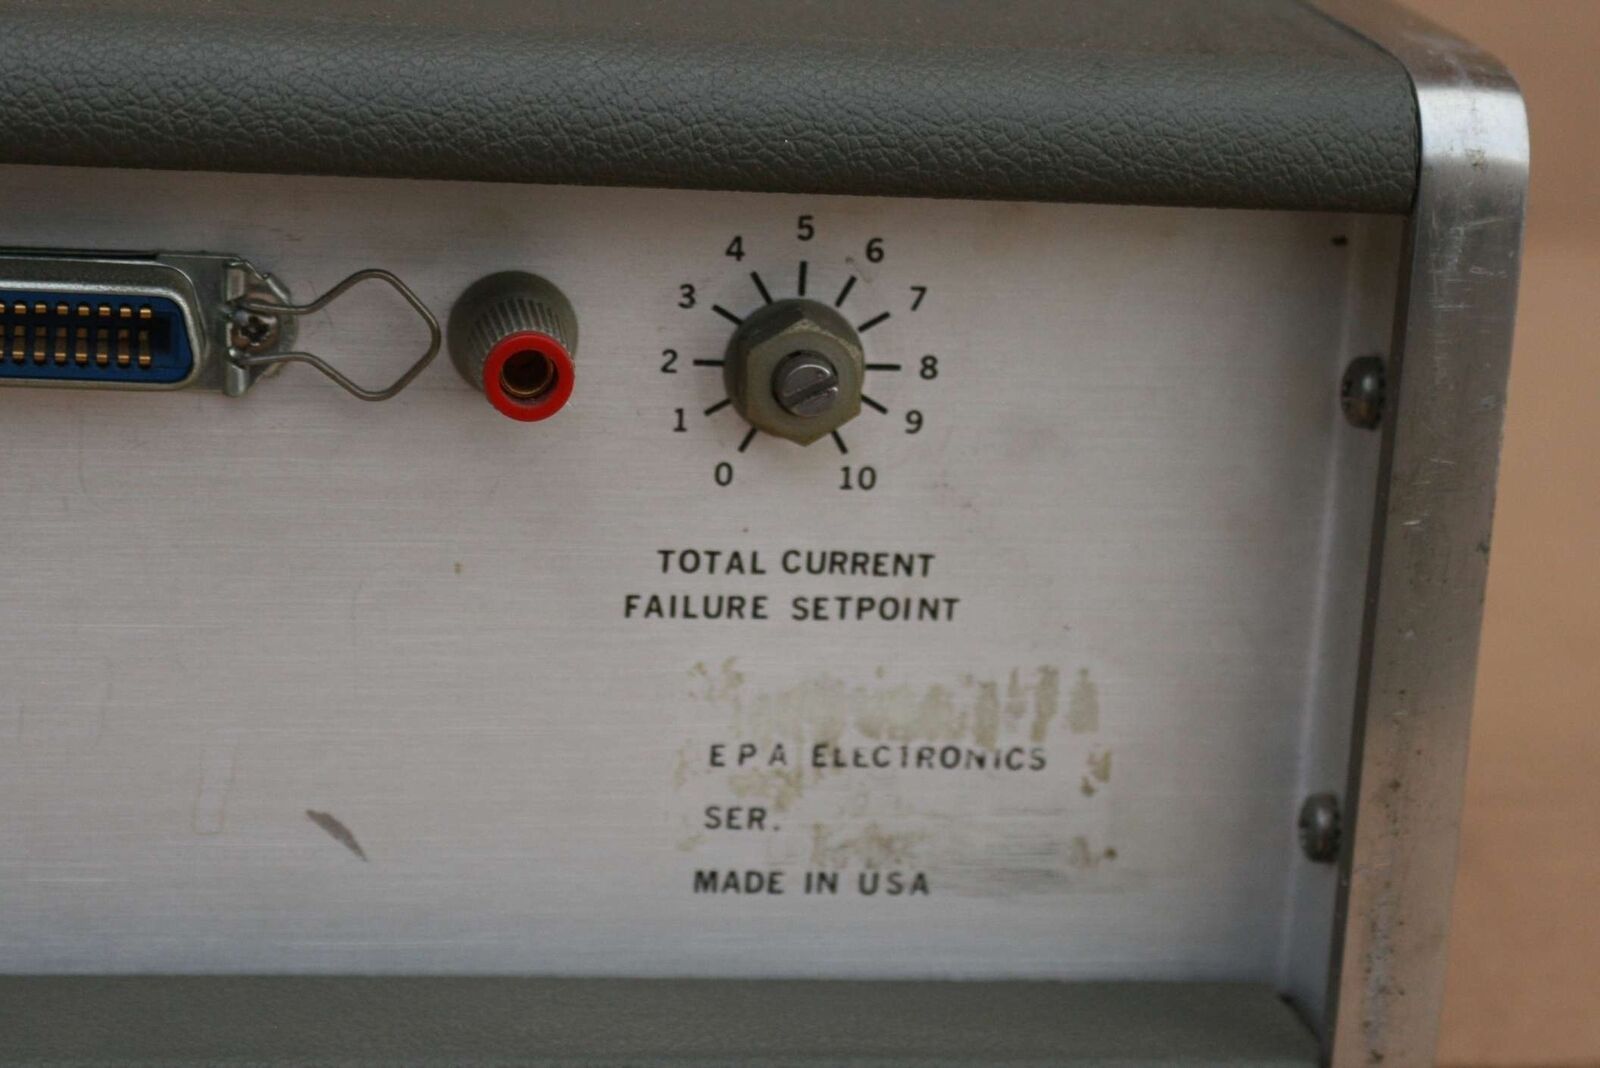 5
4 6
3 7
2 8
1 9
0 10
TOTAL CURRENT
FAILURE SETPOINT
EPA ELECTRONICS
SER.
MADE IN USA